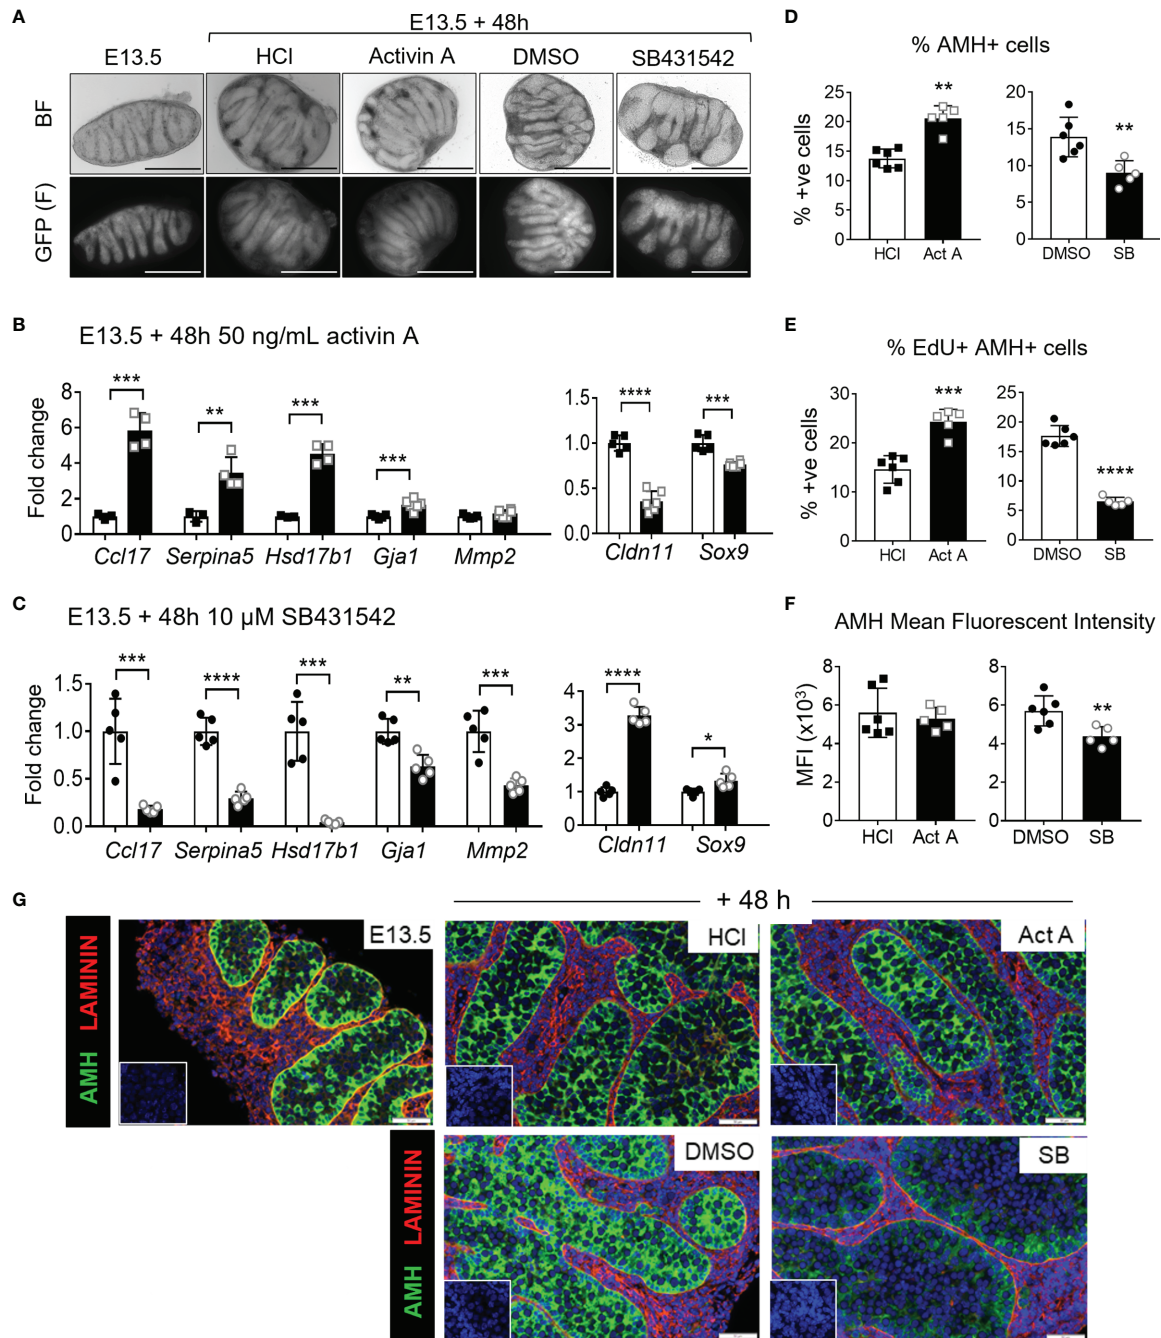 A
E13.5 + 48h
E13.5
HCl
Activin A
DMSO
SB431542
BF
GFP (F)
B
E13.5 + 48h 50 ng/mL activin A
Fold change
8
6
4
2
0
***
**
***
***
Ccl17
Serpina5
Hsd17b1
Gja1
Mmp2
1.5
1.0
0.5
0.0
****
***
Cldn11
Sox9
C
E13.5 + 48h 10 µM SB431542
Fold change
1.5
1.0
0.5
0.0
***
****
***
**
***
Ccl17
Serpina5
Hsd17b1
Gja1
Mmp2
4
3
2
1
0
****
*
Cldn11
Sox9
D
% AMH+ cells
% +ve cells
25
20
15
10
5
0
**
HCl
Act A
20
15
10
5
0
**
DMSO
SB
E
% EdU+ AMH+ cells
% +ve cells
30
20
10
0
***
HCl
Act A
25
20
15
10
5
0
****
DMSO
SB
F
AMH Mean Fluorescent Intensity
MFI (x10³)
8
6
4
2
0
HCl
Act A
8
6
4
2
0
**
DMSO
SB
G
+ 48 h
AMH LAMININ
E13.5
HCl
Act A
AMH LAMININ
DMSO
SB